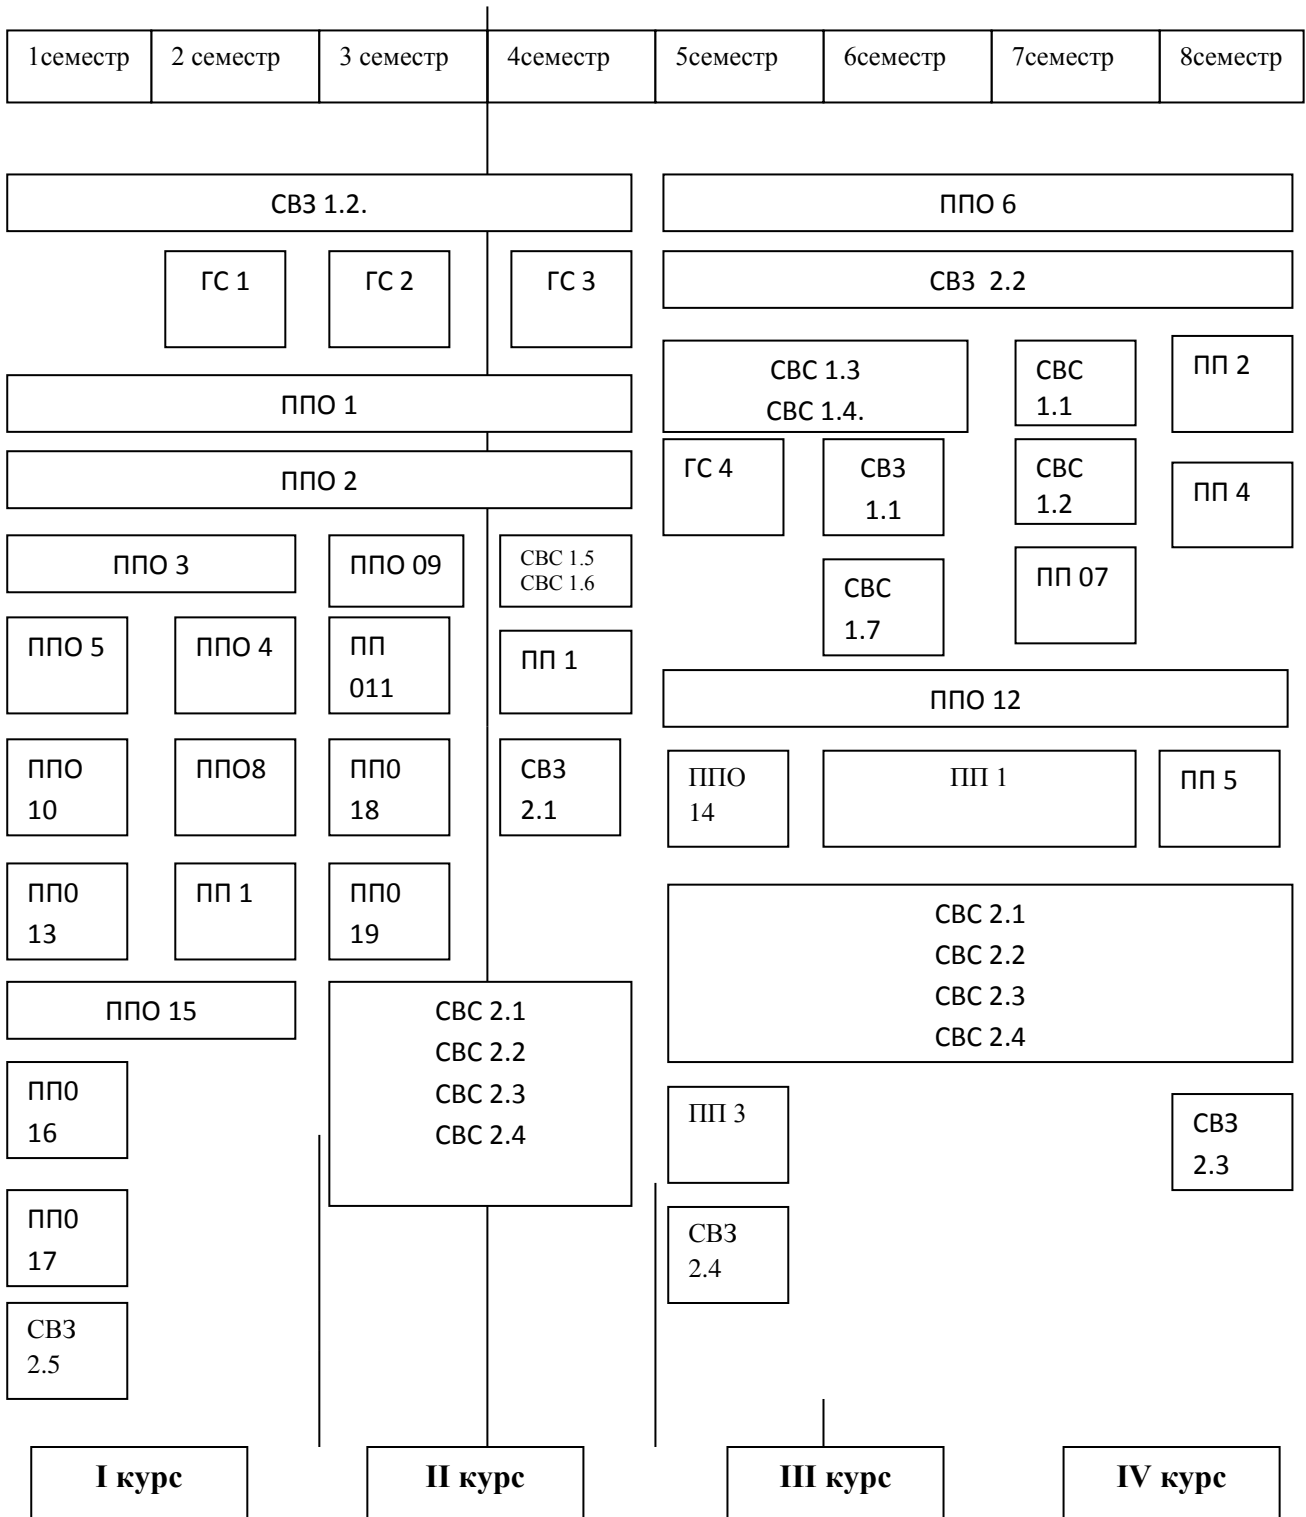 1семестр
2 семестр
3 семестр
4семестр
5семестр
6семестр
7семестр
8семестр
СВЗ 1.2.
ППО 6
ГС 1
ГС 2
ГС 3
СВЗ 2.2
СВС 1.3
СВС 1.4.
СВС
1.1
ПП 2
ППО 1
ППО 2
ГС 4
СВЗ
1.1
СВС
1.2
ПП 4
ППО 3
ППО 09
СВС 1.5
СВС 1.6
СВС
1.7
ПП 07
ППО 5
ППО 4
ПП
011
ПП 1
ППО 12
ППО
10
ППО8
ПП0
18
СВЗ
2.1
ППО
14
ПП 1
ПП 5
ПП0
13
ПП 1
ПП0
19
СВС 2.1
СВС 2.2
СВС 2.3
СВС 2.4
ППО 15
СВС 2.1
СВС 2.2
СВС 2.3
СВС 2.4
ПП0
16
ПП 3
СВЗ
2.3
ПП0
17
СВЗ
2.4
СВЗ
2.5
I курс
II курс
III курс
IV курс